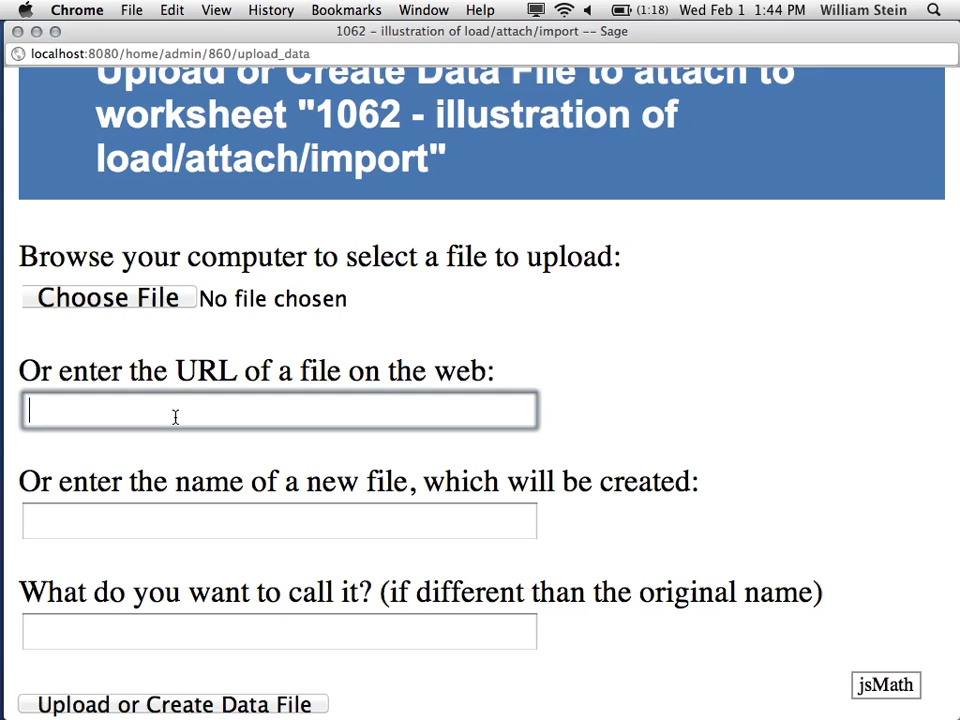 Chrome File Edit View History Bookmarks Window Help (1:18) Wed Feb 1 1:44 PM William Stein
1062 - illustration of load/attach/import -- Sage
localhost:8080/home/admin/860/upload_data
Upload or Create Data File to attach to
worksheet "1062 - illustration of
load/attach/import"
Browse your computer to select a file to upload:
Choose File No file chosen
Or enter the URL of a file on the web:
Or enter the name of a new file, which will be created:
What do you want to call it? (if different than the original name)
jsMath
Upload or Create Data File